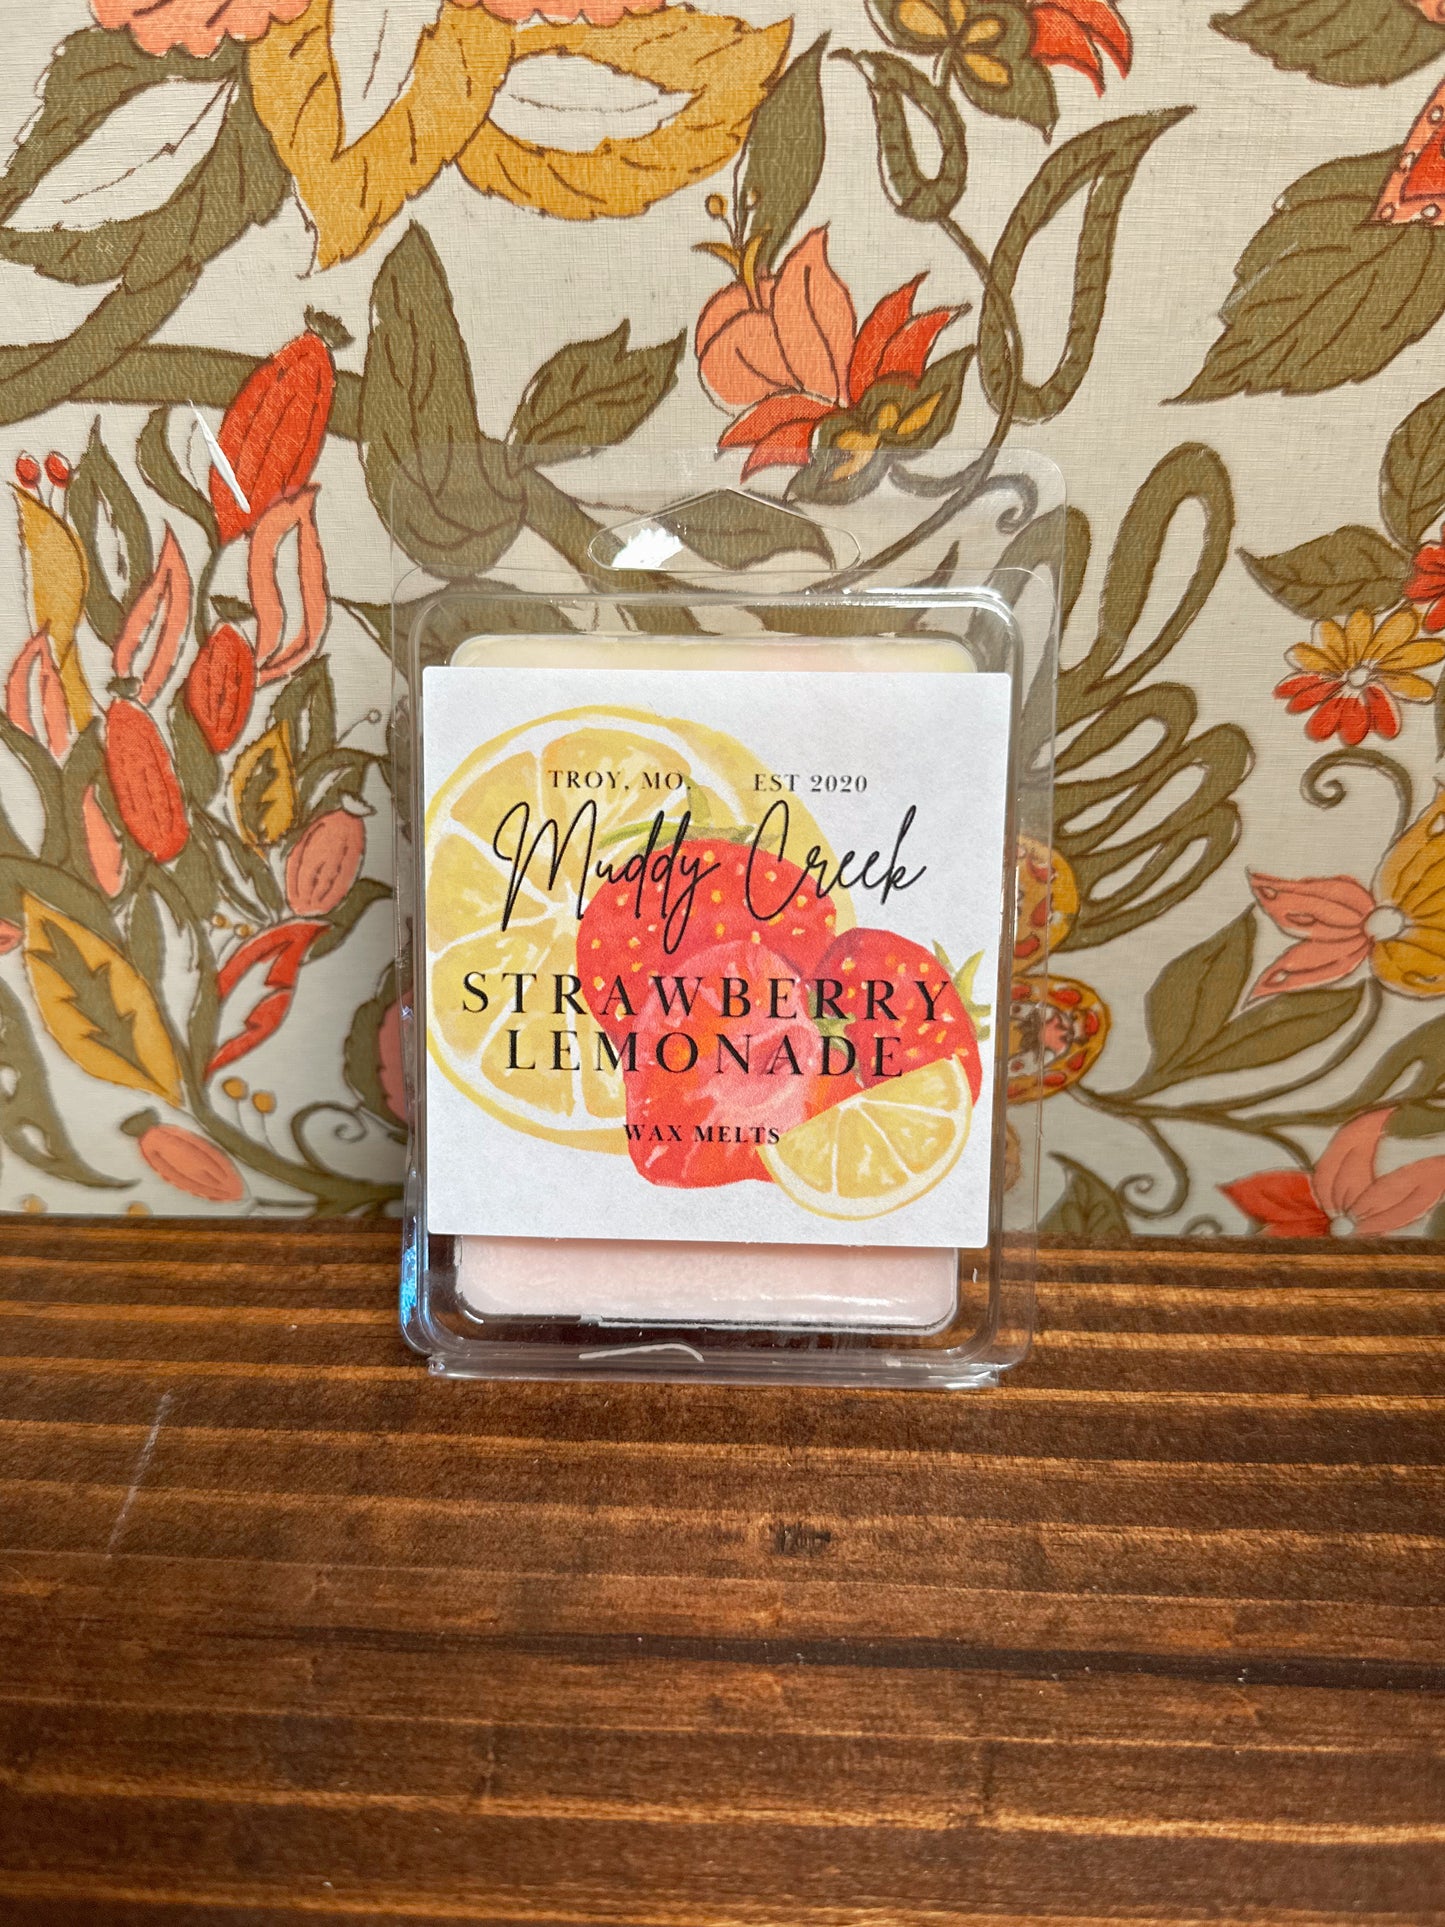 TROY, MO. EST 2020
Muddy Creek
STRAWBERRY
LEMONADE
WAX MELTS